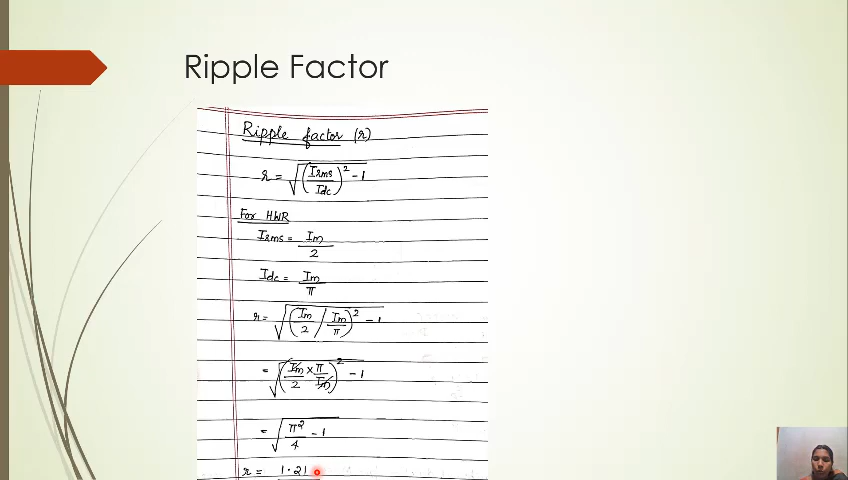 Ripple Factor
Ripple factor (r)
r = √((Irms/Idc)² - 1)
For HWR
Irms = Im/2
Idc = Im/π
r = √((Im/2 / Im/π)² - 1)
= √((Im/2 × π/Im)² - 1)
= √(π²/4 - 1)
r = 1.21